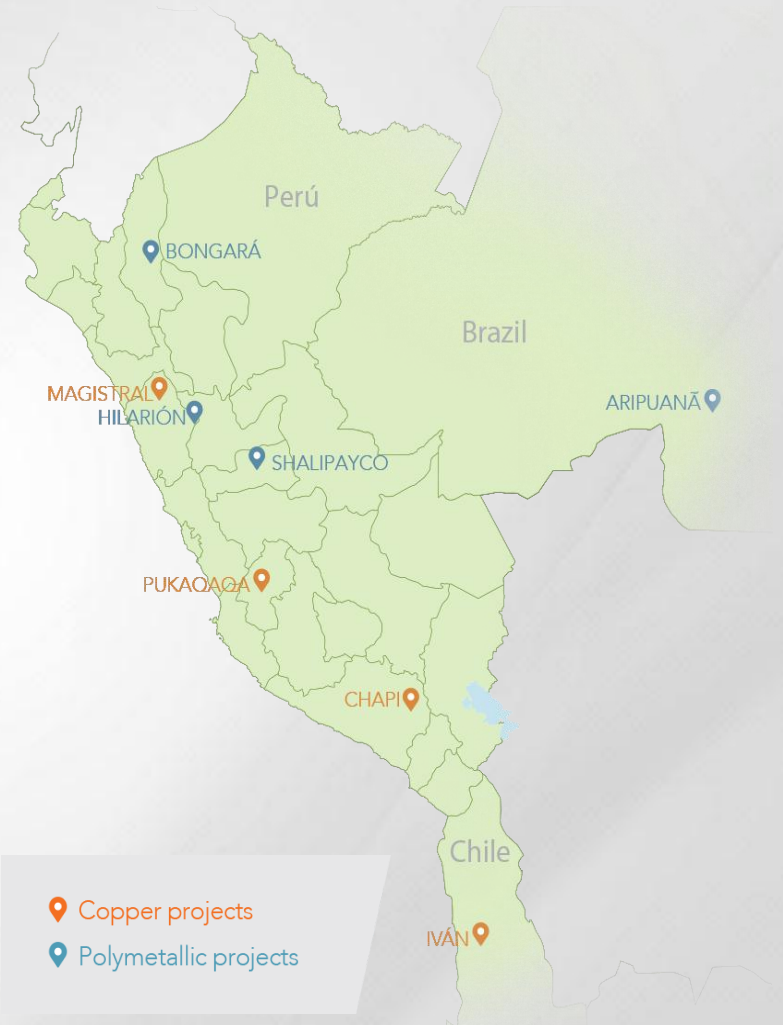 Perú
BONGARÁ
Brazil
MAGISTRAL
ARIPUANÃ
HILARIÓN
SHALIPAYCO
PUKAQAQA
CHAPI
Chile
IVÁN
Copper projects
Polymetallic projects